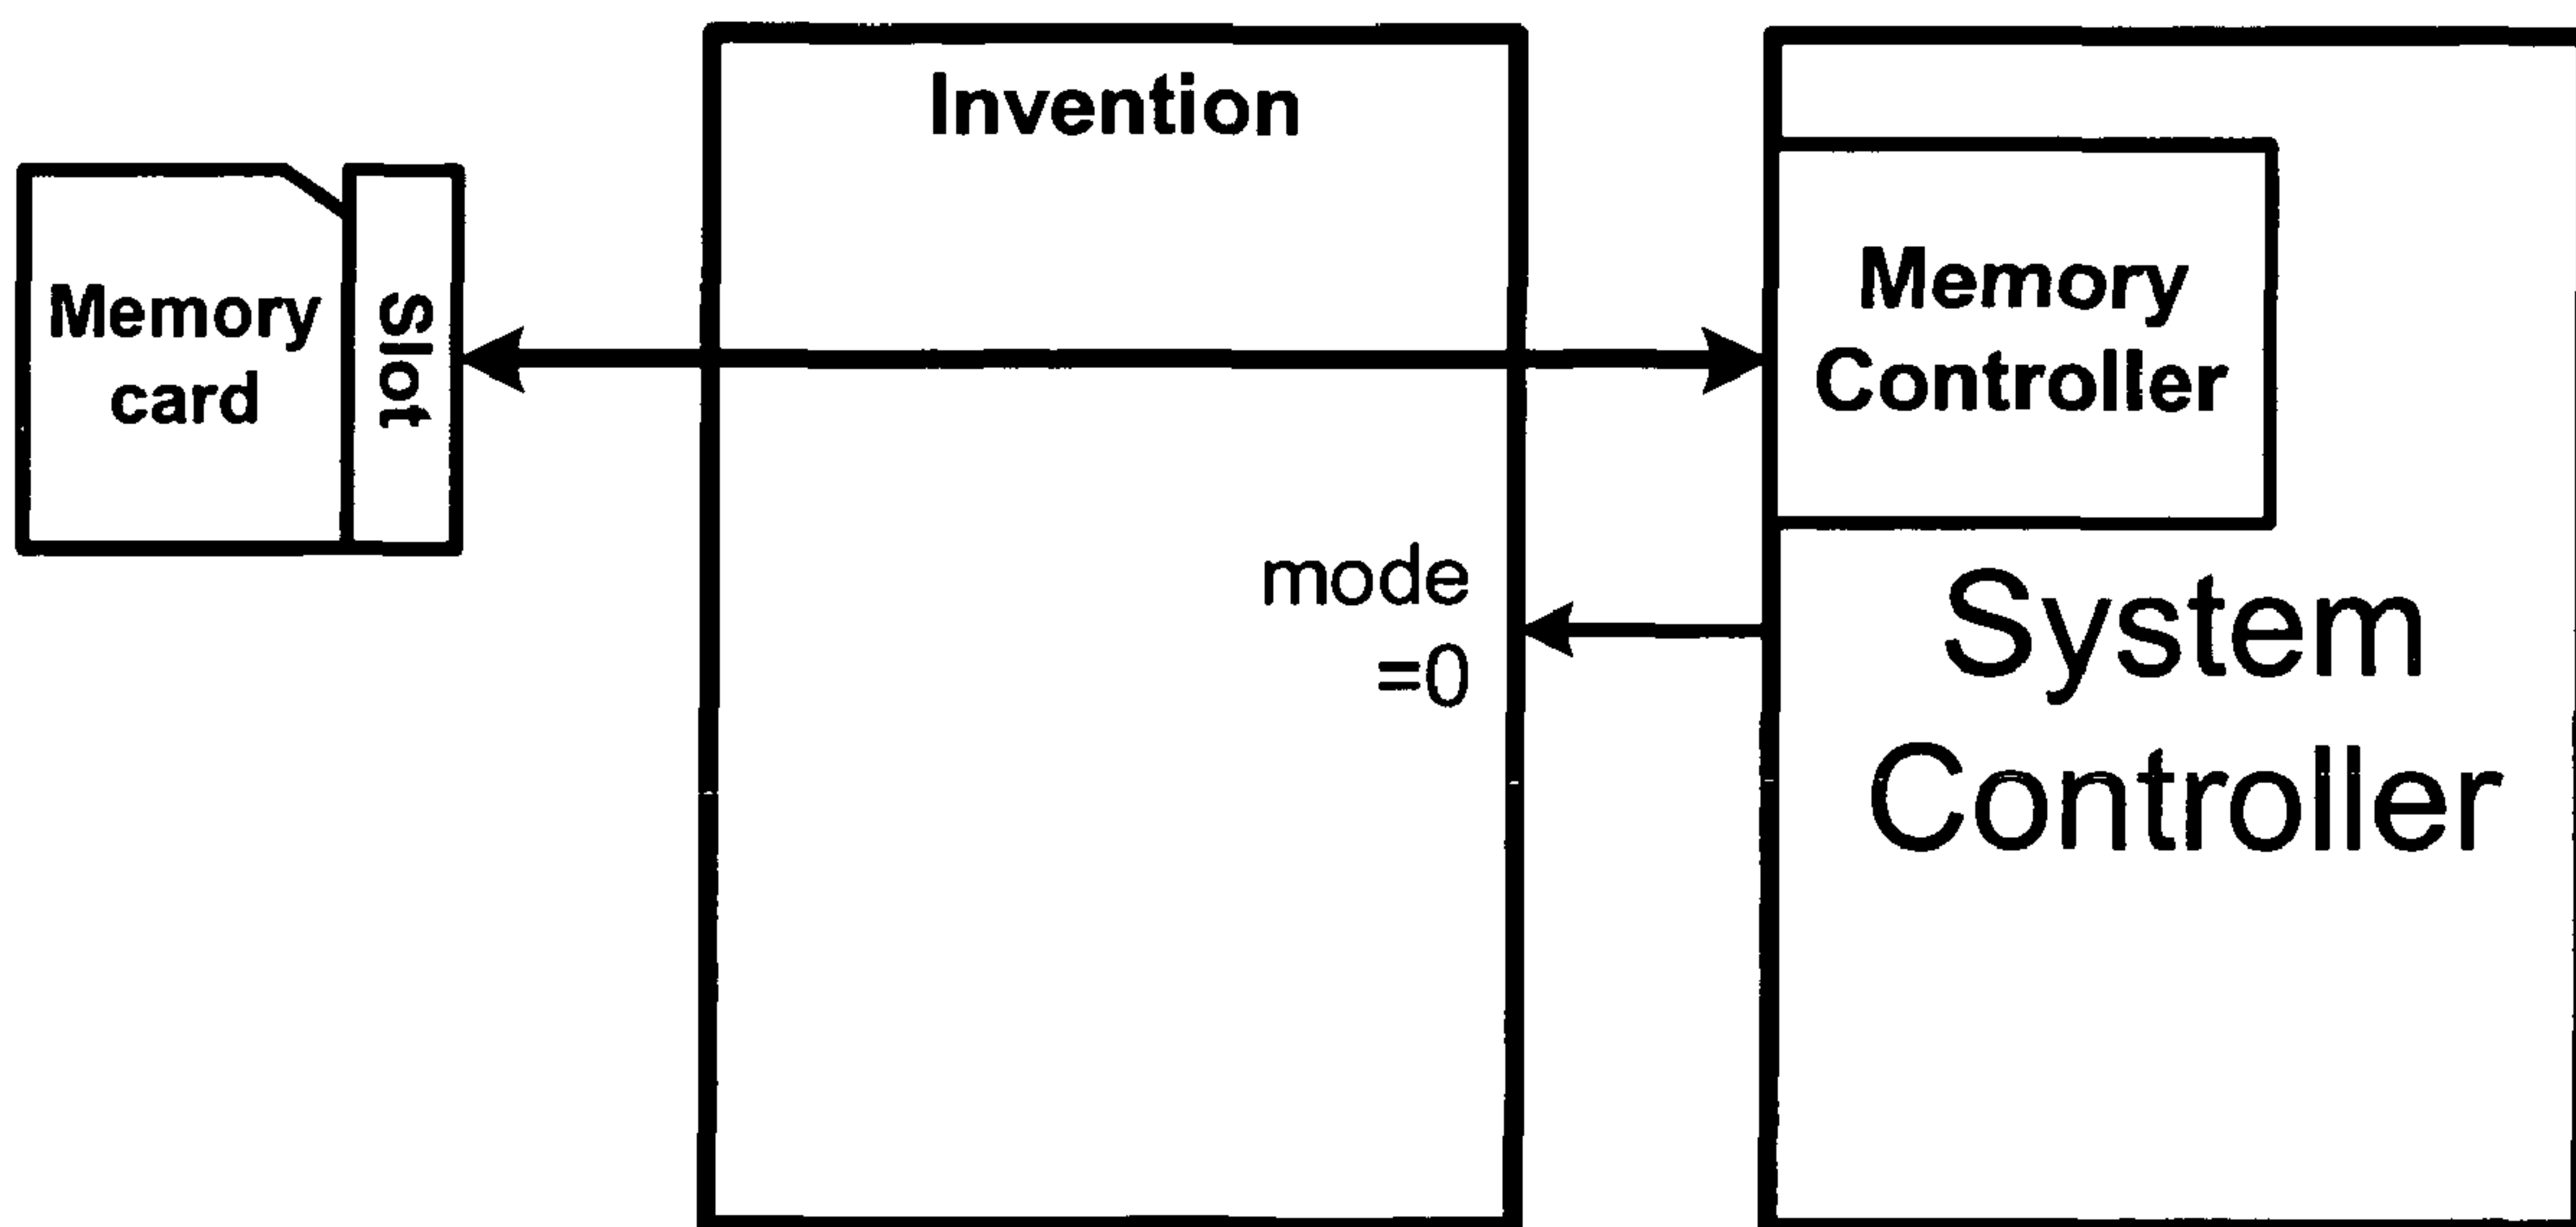 Invention
Memory
card
Slot
Memory
Controller
mode
=0
System
Controller